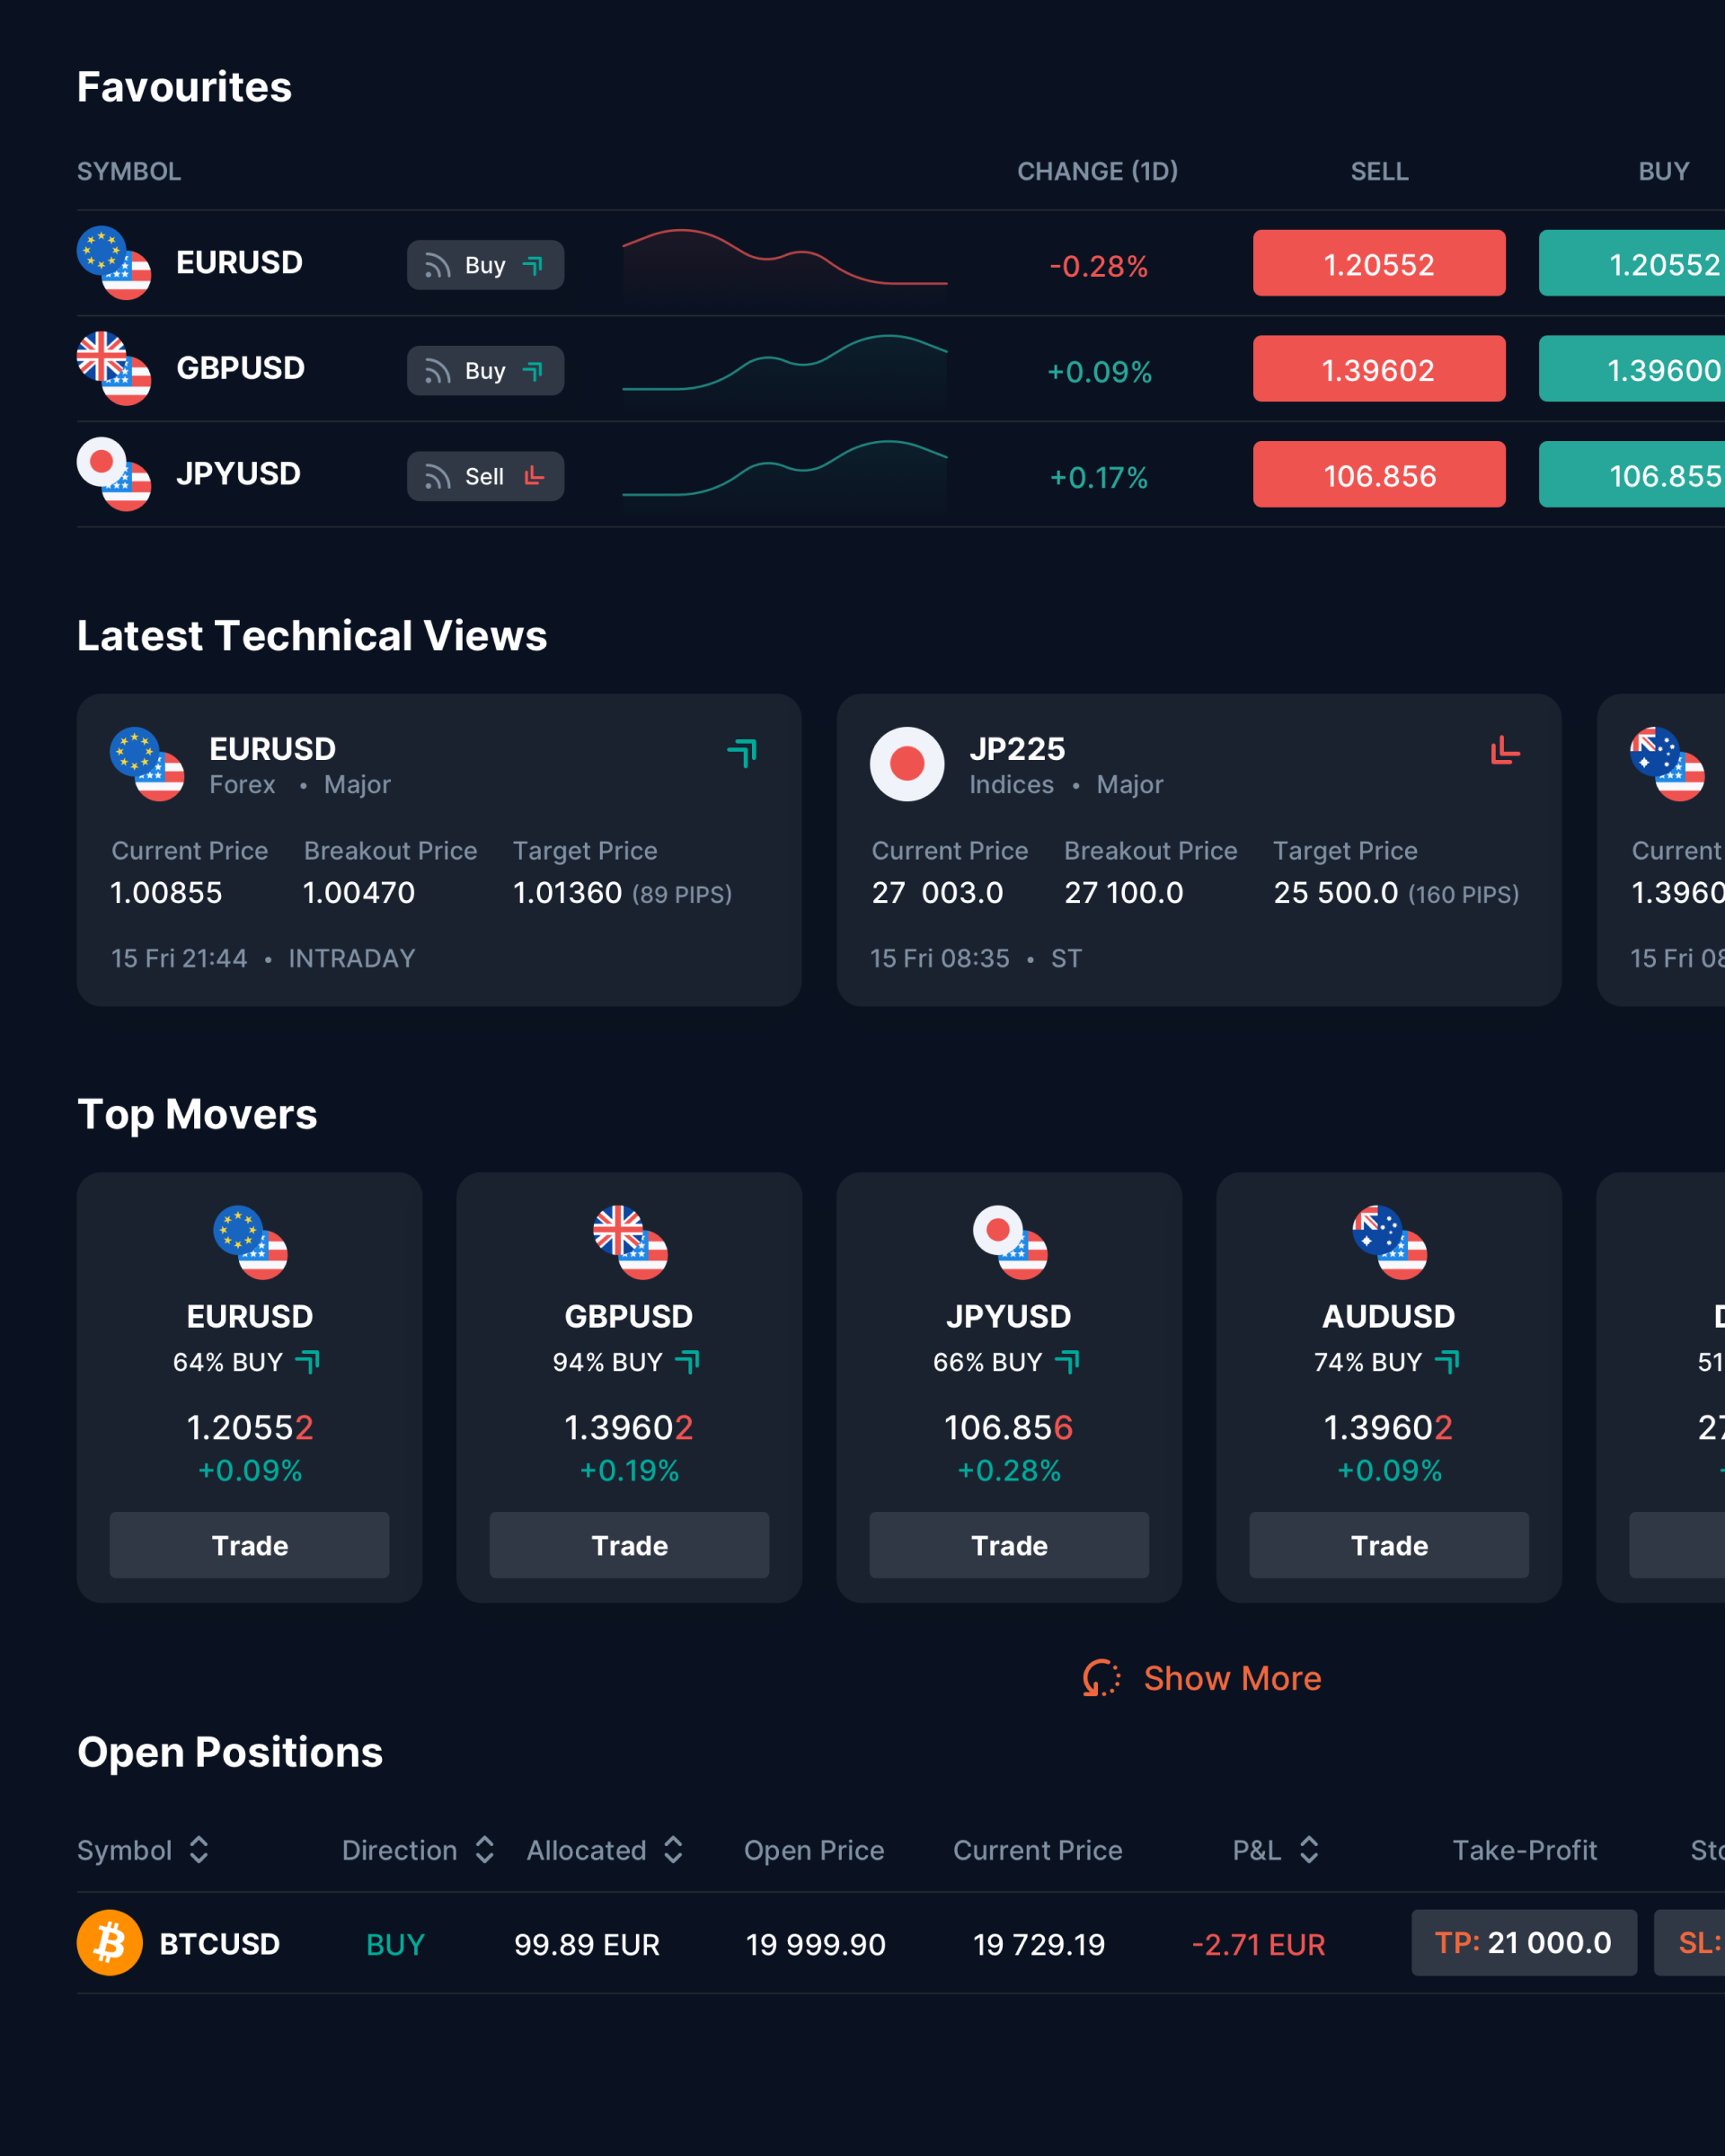 Favourites
SYMBOL CHANGE (1D) SELL BUY
EURUSD Buy -0.28% 1.20552 1.20552
GBPUSD Buy +0.09% 1.39602 1.39600
JPYUSD Sell +0.17% 106.856 106.855
Latest Technical Views
EURUSD JP225
Forex • Major Indices • Major
Current Price Breakout Price Target Price Current Price Breakout Price Target Price Current
1.00855 1.00470 1.01360 (89 PIPS) 27 003.0 27 100.0 25 500.0 (160 PIPS) 1.3960
15 Fri 21:44 • INTRADAY 15 Fri 08:35 • ST 15 Fri 08
Top Movers
EURUSD GBPUSD JPYUSD AUDUSD
64% BUY 94% BUY 66% BUY 74% BUY 51
1.20552 1.39602 106.856 1.39602 27
+0.09% +0.19% +0.28% +0.09%
Trade Trade Trade Trade
Show More
Open Positions
Symbol Direction Allocated Open Price Current Price P&L Take-Profit Sto
BTCUSD BUY 99.89 EUR 19 999.90 19 729.19 -2.71 EUR TP: 21 000.0 SL: